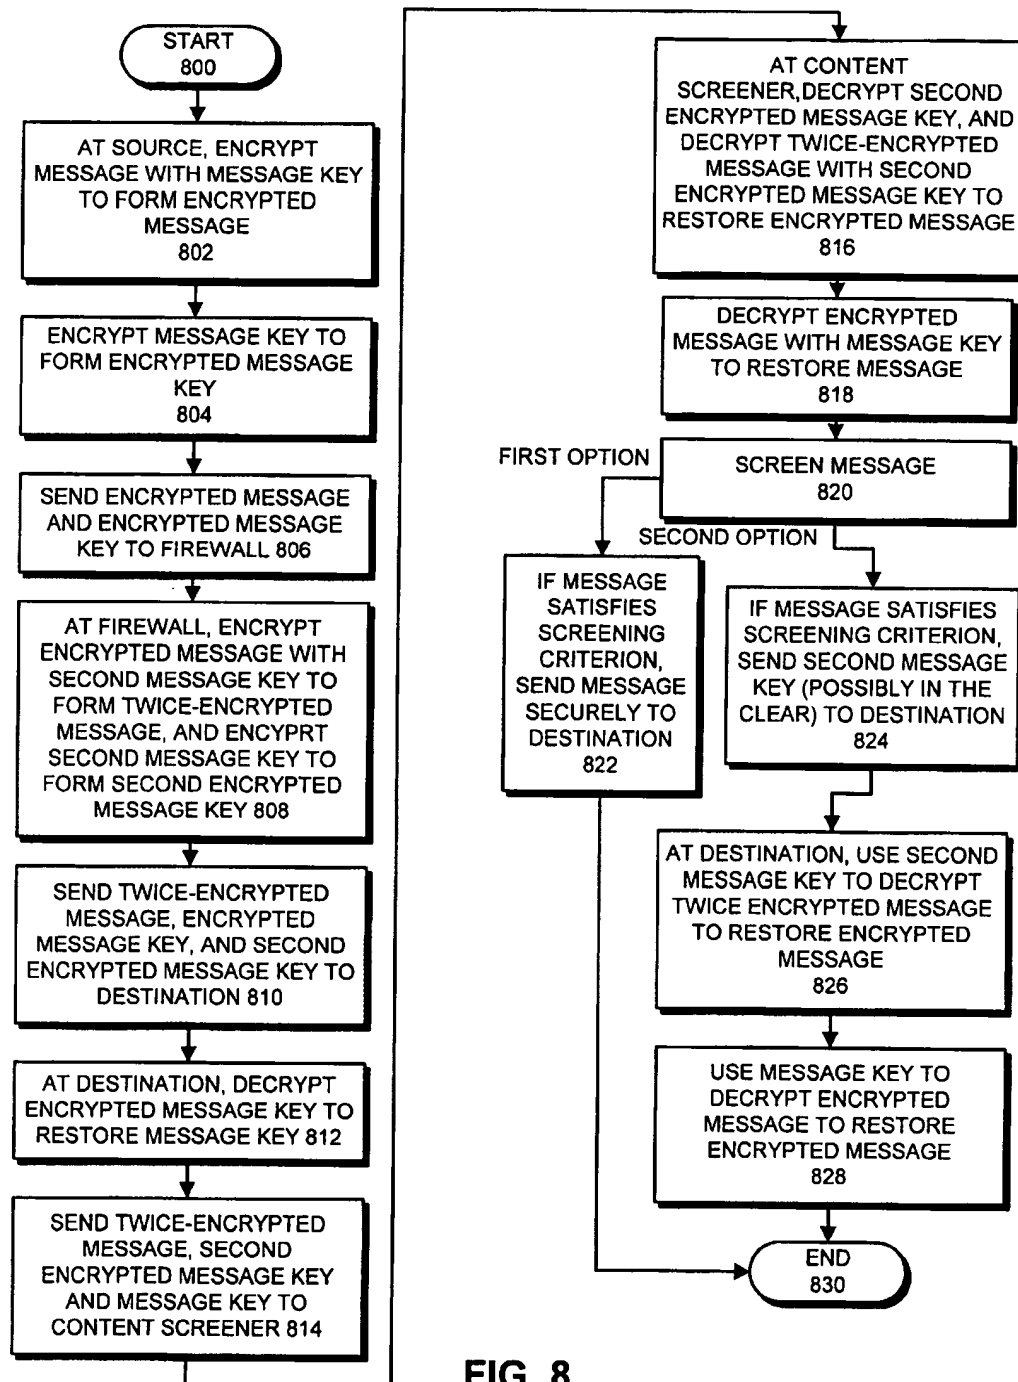 START
800
AT SOURCE, ENCRYPT
MESSAGE WITH MESSAGE KEY
TO FORM ENCRYPTED
MESSAGE
802
ENCRYPT MESSAGE KEY TO
FORM ENCRYPTED MESSAGE
KEY
804
SEND ENCRYPTED MESSAGE
AND ENCRYPTED MESSAGE
KEY TO FIREWALL 806
AT FIREWALL, ENCRYPT
ENCRYPTED MESSAGE WITH
SECOND MESSAGE KEY TO
FORM TWICE-ENCRYPTED
MESSAGE, AND ENCYPRT
SECOND MESSAGE KEY TO
FORM SECOND ENCRYPTED
MESSAGE KEY 808
SEND TWICE-ENCRYPTED
MESSAGE, ENCRYPTED
MESSAGE KEY, AND SECOND
ENCRYPTED MESSAGE KEY TO
DESTINATION 810
AT DESTINATION, DECRYPT
ENCRYPTED MESSAGE KEY TO
RESTORE MESSAGE KEY 812
SEND TWICE-ENCRYPTED
MESSAGE, SECOND
ENCRYPTED MESSAGE KEY
AND MESSAGE KEY TO
CONTENT SCREENER 814
AT CONTENT
SCREENER,DECRYPT SECOND
ENCRYPTED MESSAGE KEY, AND
DECRYPT TWICE-ENCRYPTED
MESSAGE WITH SECOND
ENCRYPTED MESSAGE KEY TO
RESTORE ENCRYPTED MESSAGE
816
DECRYPT ENCRYPTED
MESSAGE WITH MESSAGE KEY
TO RESTORE MESSAGE
818
SCREEN MESSAGE
820
FIRST OPTION
SECOND OPTION
IF MESSAGE
SATISFIES
SCREENING
CRITERION,
SEND MESSAGE
SECURELY TO
DESTINATION
822
IF MESSAGE SATISFIES
SCREENING CRITERION,
SEND SECOND MESSAGE
KEY (POSSIBLY IN THE
CLEAR) TO DESTINATION
824
AT DESTINATION, USE SECOND
MESSAGE KEY TO DECRYPT
TWICE ENCRYPTED MESSAGE
TO RESTORE ENCRYPTED
MESSAGE
826
USE MESSAGE KEY TO
DECRYPT ENCRYPTED
MESSAGE TO RESTORE
ENCRYPTED MESSAGE
828
END
830
FIG. 8